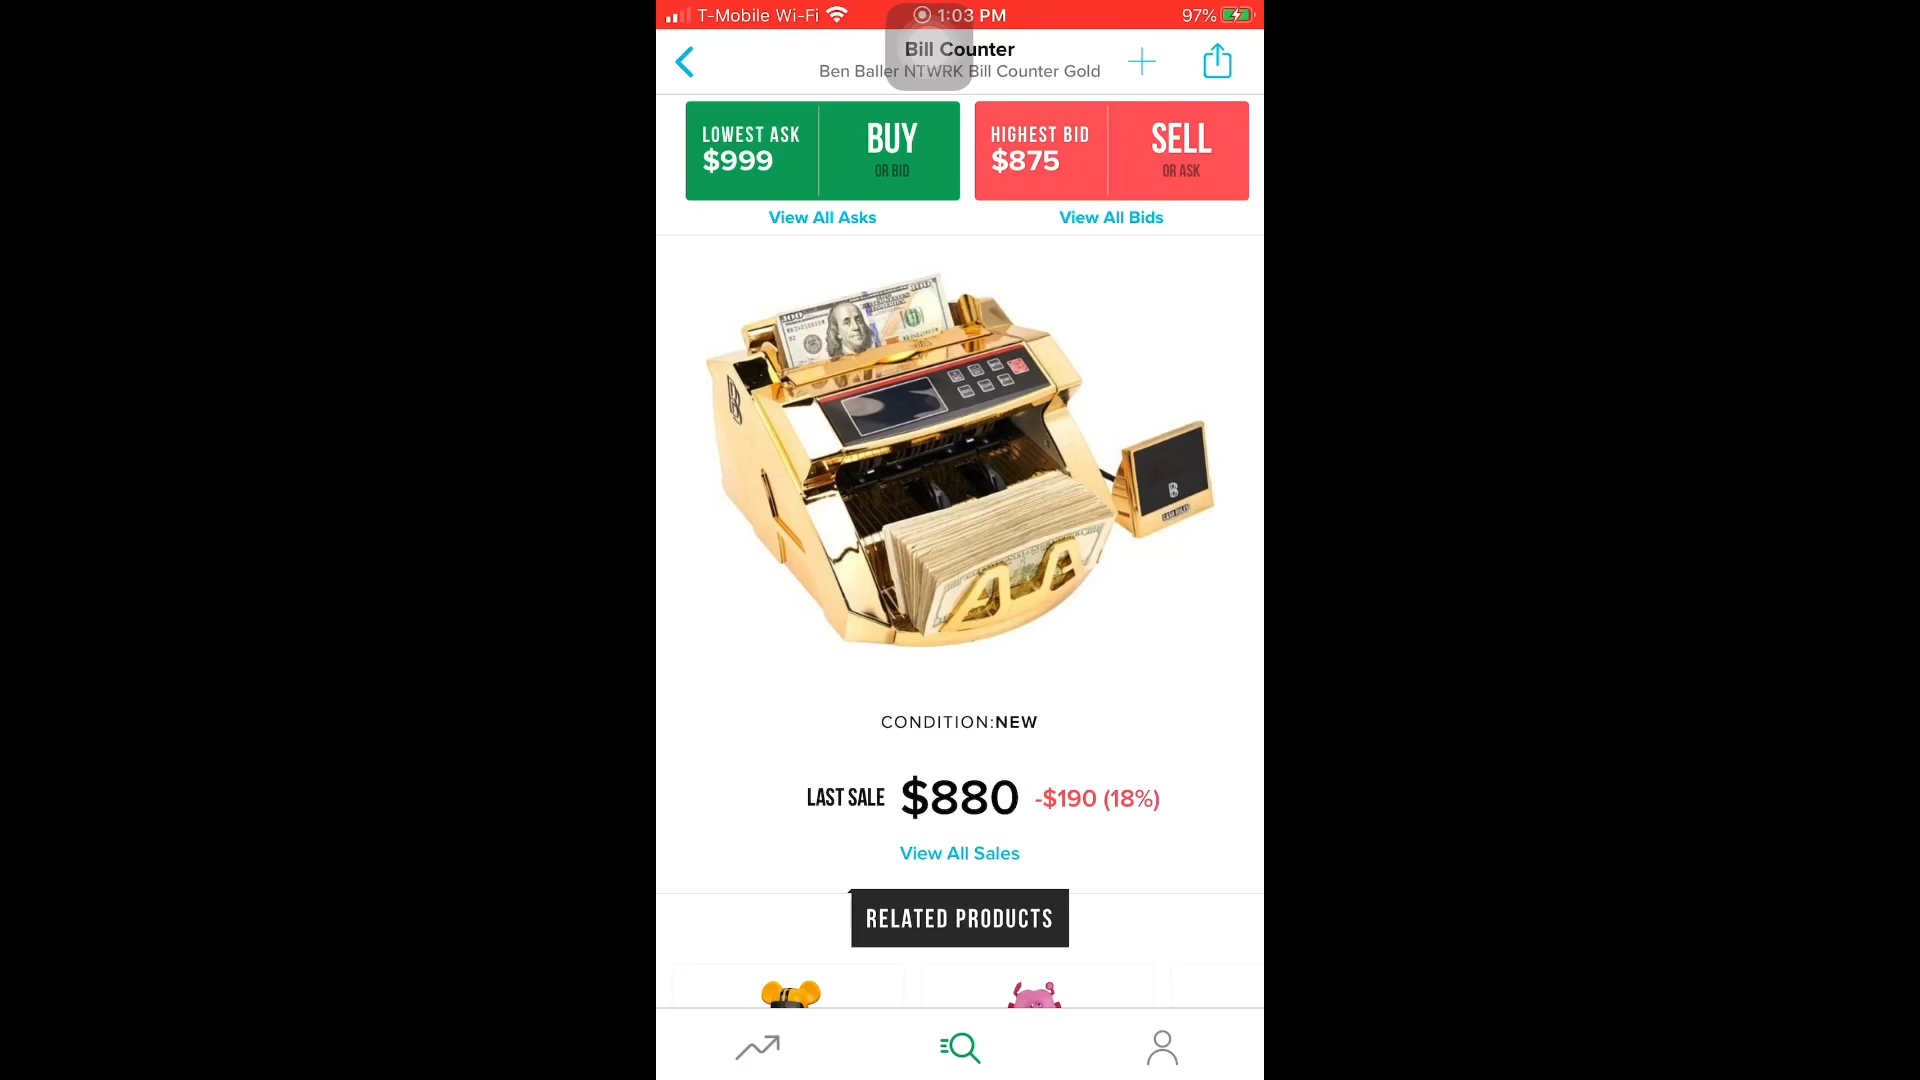 T-Mobile Wi-Fi 1:03 PM 97%
Bill Counter
Ben Baller NTWRK Bill Counter Gold
LOWEST ASK
$999
BUY
OR BID
HIGHEST BID
$875
SELL
OR ASK
View All Asks
View All Bids
100
100
B
CONDITION:NEW
LAST SALE $880 -$190 (18%)
View All Sales
RELATED PRODUCTS